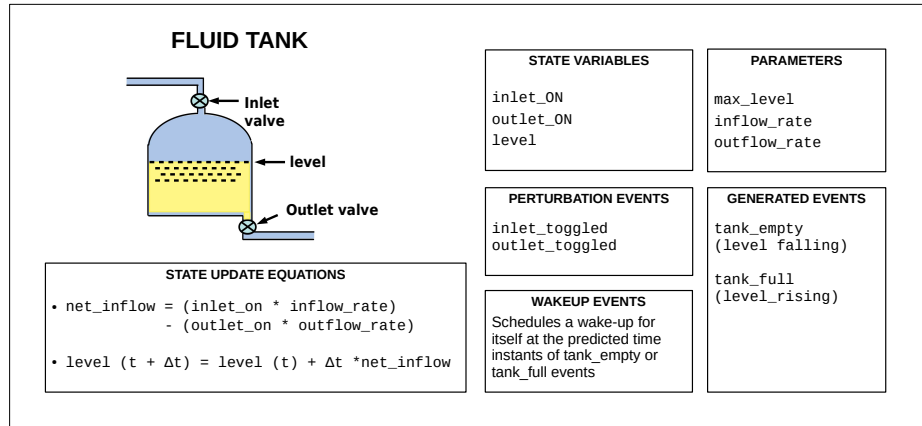 FLUID TANK
Inlet
valve
level
Outlet valve
STATE UPDATE EQUATIONS
• net_inflow = (inlet_on * inflow_rate)
- (outlet_on * outflow_rate)
• level (t + Δt) = level (t) + Δt *net_inflow
STATE VARIABLES
inlet_ON
outlet_ON
level
PARAMETERS
max_level
inflow_rate
outflow_rate
PERTURBATION EVENTS
inlet_toggled
outlet_toggled
GENERATED EVENTS
tank_empty
(level falling)
tank_full
(level_rising)
WAKEUP EVENTS
Schedules a wake-up for
itself at the predicted time
instants of tank_empty or
tank_full events